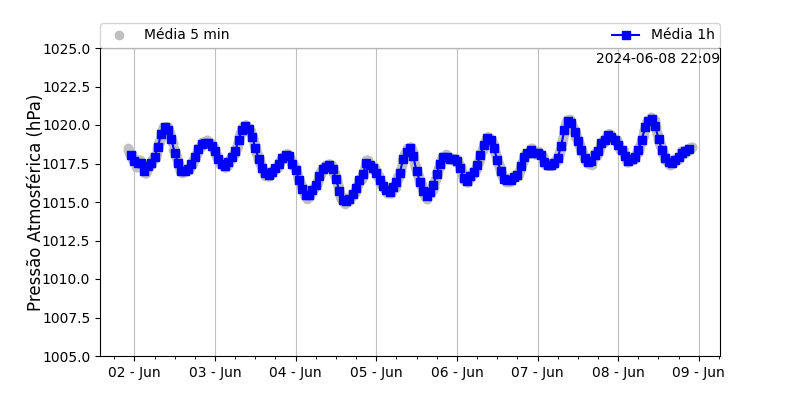 Média 5 min
Média 1h
2024-06-08 22:09
Pressão Atmosférica (hPa)
1025.0
1022.5
1020.0
1017.5
1015.0
1012.5
1010.0
1007.5
1005.0
02 - Jun
03 - Jun
04 - Jun
05 - Jun
06 - Jun
07 - Jun
08 - Jun
09 - Jun